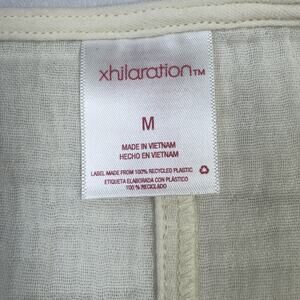 xhilaration™
M
MADE IN VIETNAM
HECHO EN VIETNAM
LABEL MADE FROM 100% RECYCLED PLASTIC
ETIQUETA ELABORADA CON PLÁSTICO
100 % RECICLADO